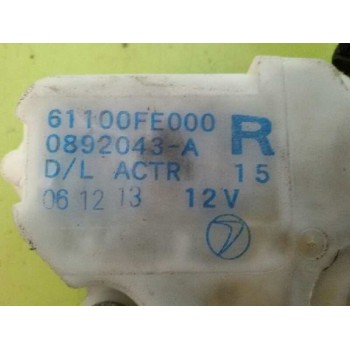 61100FE000
0892043-A R
D/L ACTR 15
06 12 13 12V